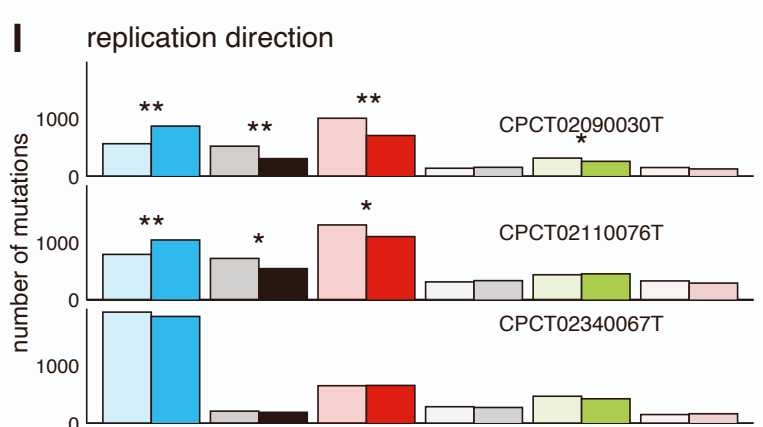 I replication direction
number of mutations
** ** **
CPCT02090030T
*
1000
0
** * *
CPCT02110076T
1000
0
CPCT02340067T
1000
0